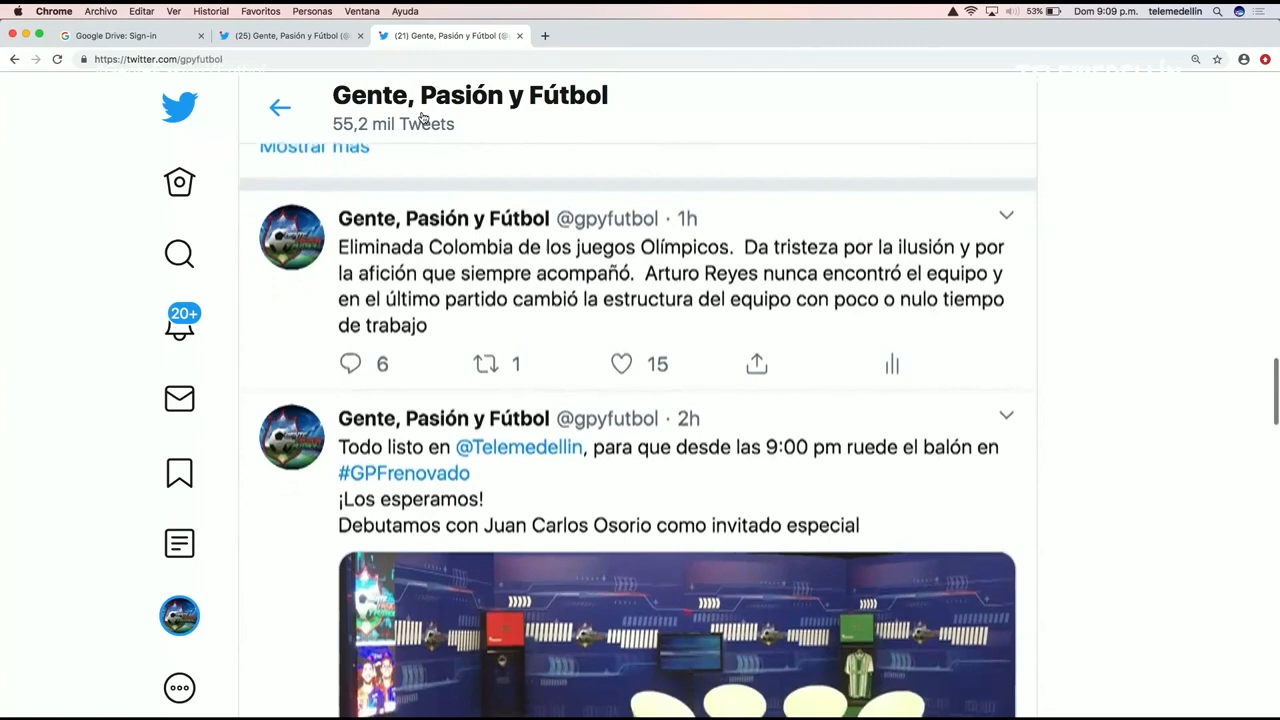 Chrome Archivo Editar Ver Historial Favoritos Personas Ventana Ayuda 53% Dom 9:09 p.m. telemedellin
Google Drive: Sign-in (25) Gente, Pasión y Fútbol (@ (21) Gente, Pasión y Fútbol (@
https://twitter.com/gpyfutbol
TELEMEDELLÍN
Gente, Pasión y Fútbol
55,2 mil Tweets
Mostrar más
Gente, Pasión y Fútbol @gpyfutbol · 1h
Eliminada Colombia de los juegos Olímpicos. Da tristeza por la ilusión y por
la afición que siempre acompañó. Arturo Reyes nunca encontró el equipo y
en el último partido cambió la estructura del equipo con poco o nulo tiempo
de trabajo
20+
6 1 15
Gente, Pasión y Fútbol @gpyfutbol · 2h
Todo listo en @Telemedellin, para que desde las 9:00 pm ruede el balón en
#GPFrenovado
¡Los esperamos!
Debutamos con Juan Carlos Osorio como invitado especial